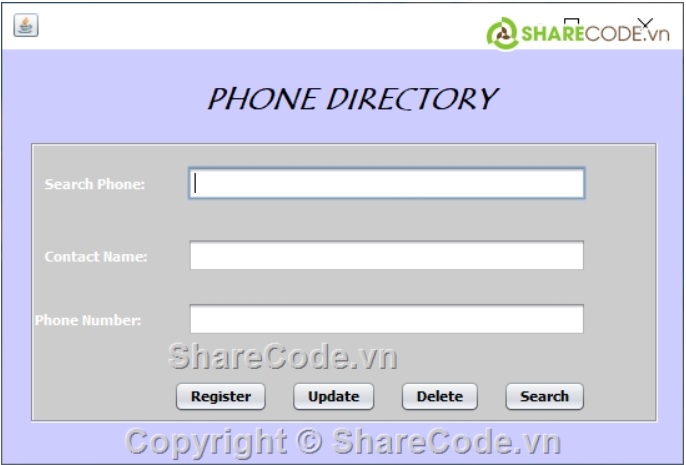 SHARECODE.vn
PHONE DIRECTORY
Search Phone:
Contact Name:
Phone Number:
ShareCode.vn
Register Update Delete Search
Copyright © ShareCode.vn